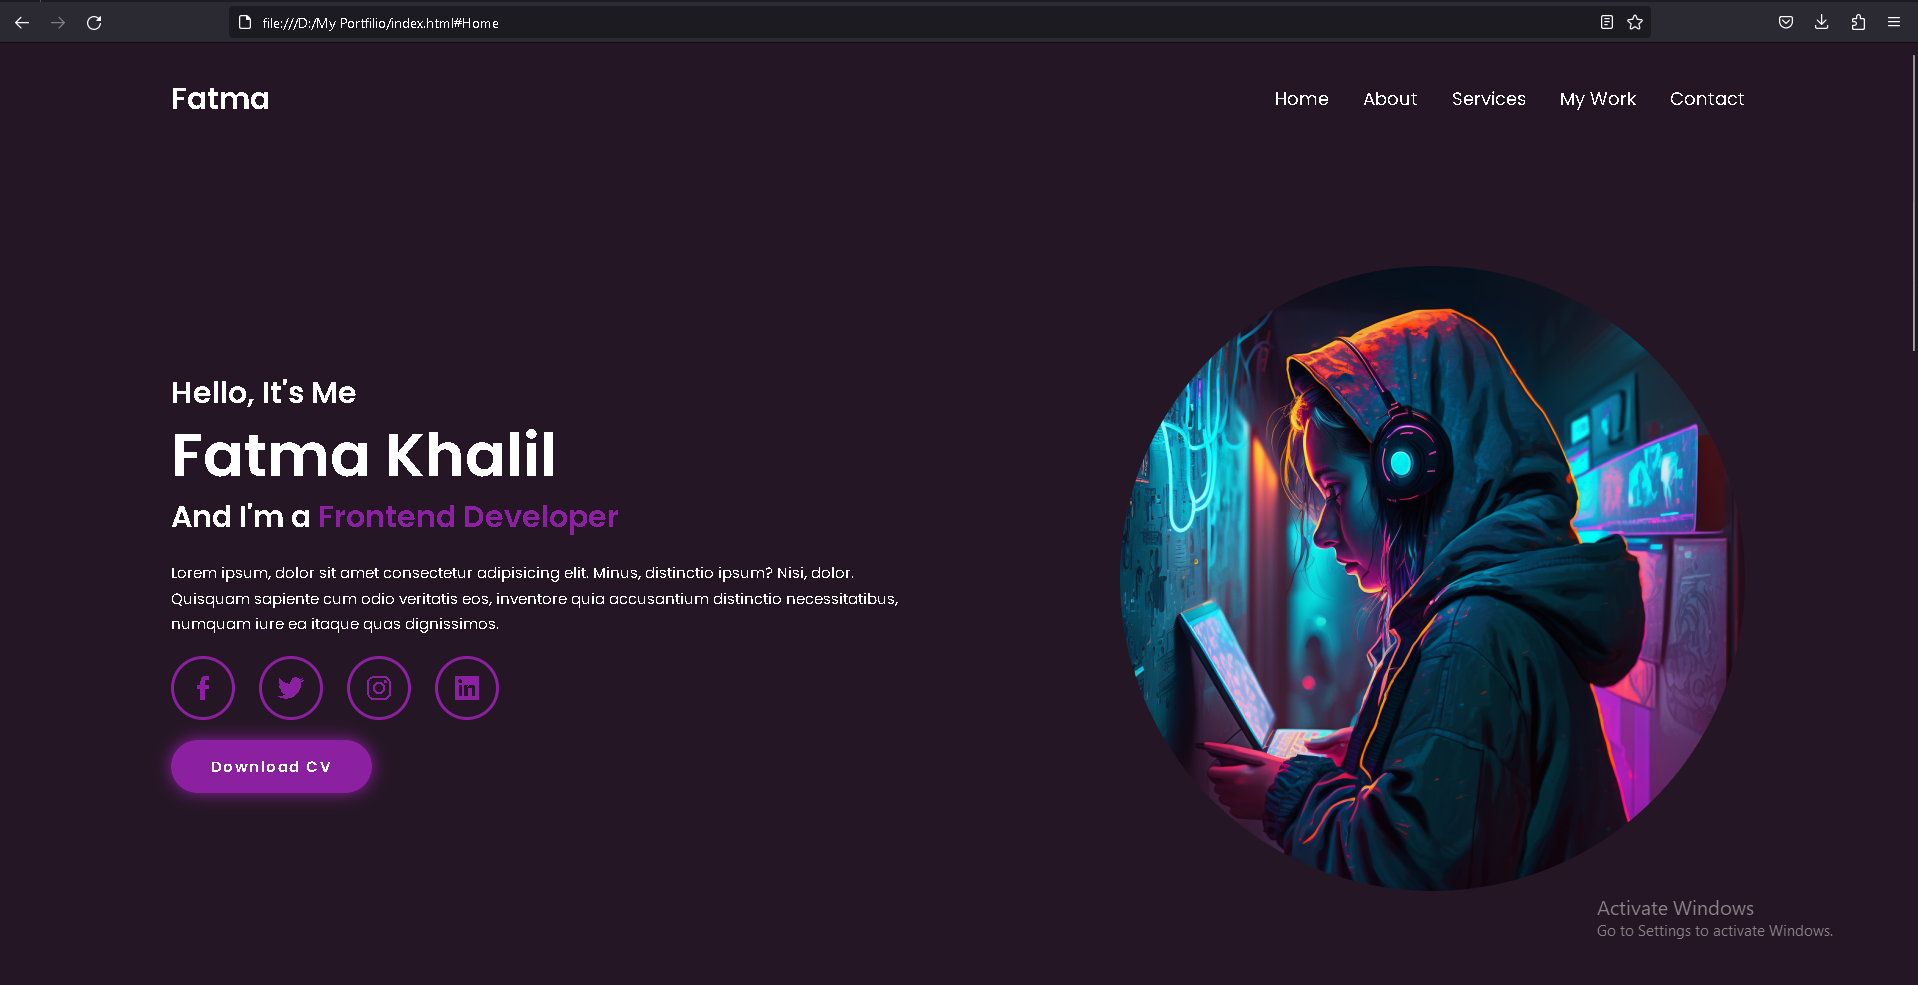 file:///D:/My Portfilio/index.html#Home
Fatma
Home About Services My Work Contact
Hello, It's Me
Fatma Khalil
And I'm a Frontend Developer
Lorem ipsum, dolor sit amet consectetur adipisicing elit. Minus, distinctio ipsum? Nisi, dolor.
Quisquam sapiente cum odio veritatis eos, inventore quia accusantium distinctio necessitatibus,
numquam iure ea itaque quas dignissimos.
Download CV
Activate Windows
Go to Settings to activate Windows.